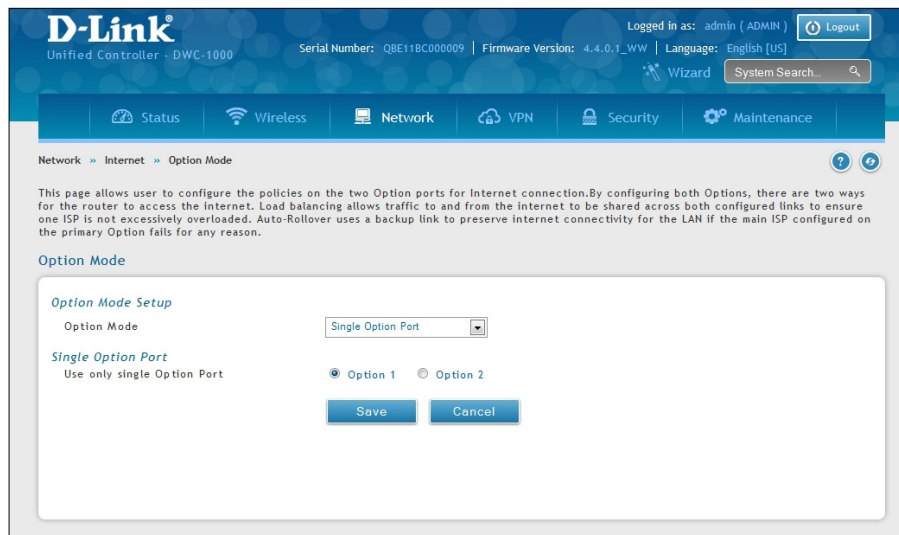 D-Link®
Unified Controller - DWC-1000
Logged in as: admin ( ADMIN )
Logout
Serial Number: QBE11BC000009 | Firmware Version: 4.4.0.1_WW | Language: English [US]
Wizard
System Search...
Status
Wireless
Network
VPN
Security
Maintenance
Network » Internet » Option Mode
?
This page allows user to configure the policies on the two Option ports for Internet connection.By configuring both Options, there are two ways
for the router to access the internet. Load balancing allows traffic to and from the internet to be shared across both configured links to ensure
one ISP is not excessively overloaded. Auto-Rollover uses a backup link to preserve internet connectivity for the LAN if the main ISP configured on
the primary Option fails for any reason.
Option Mode
Option Mode Setup
Option Mode
Single Option Port
Single Option Port
Use only single Option Port
Option 1
Option 2
Save
Cancel